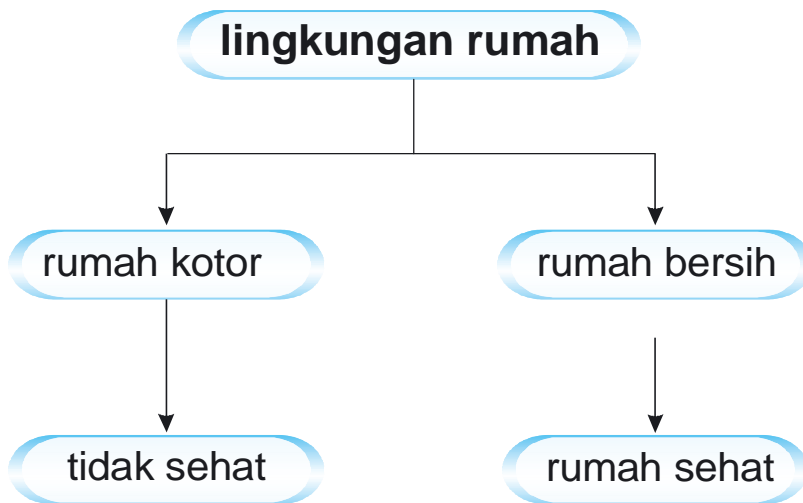 lingkungan rumah
rumah kotor
rumah bersih
tidak sehat
rumah sehat